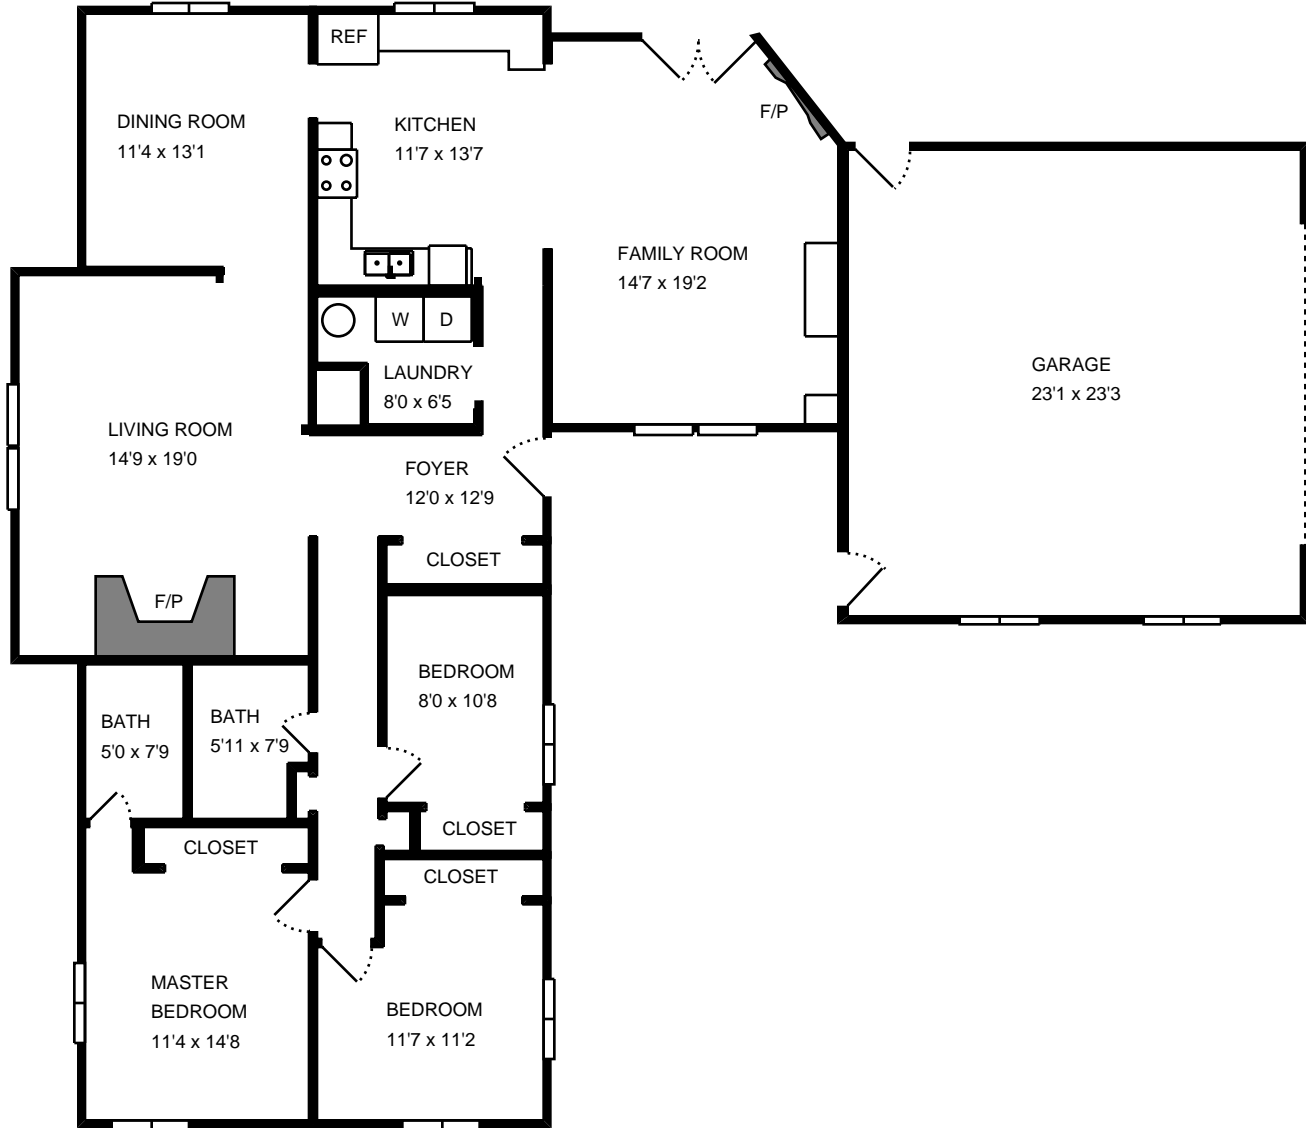 REF
DINING ROOM
11'4 x 13'1
KITCHEN
11'7 x 13'7
F/P
FAMILY ROOM
14'7 x 19'2
GARAGE
23'1 x 23'3
W
D
LAUNDRY
8'0 x 6'5
LIVING ROOM
14'9 x 19'0
FOYER
12'0 x 12'9
CLOSET
F/P
BEDROOM
8'0 x 10'8
BATH
5'0 x 7'9
BATH
5'11 x 7'9
CLOSET
CLOSET
CLOSET
MASTER
BEDROOM
11'4 x 14'8
BEDROOM
11'7 x 11'2